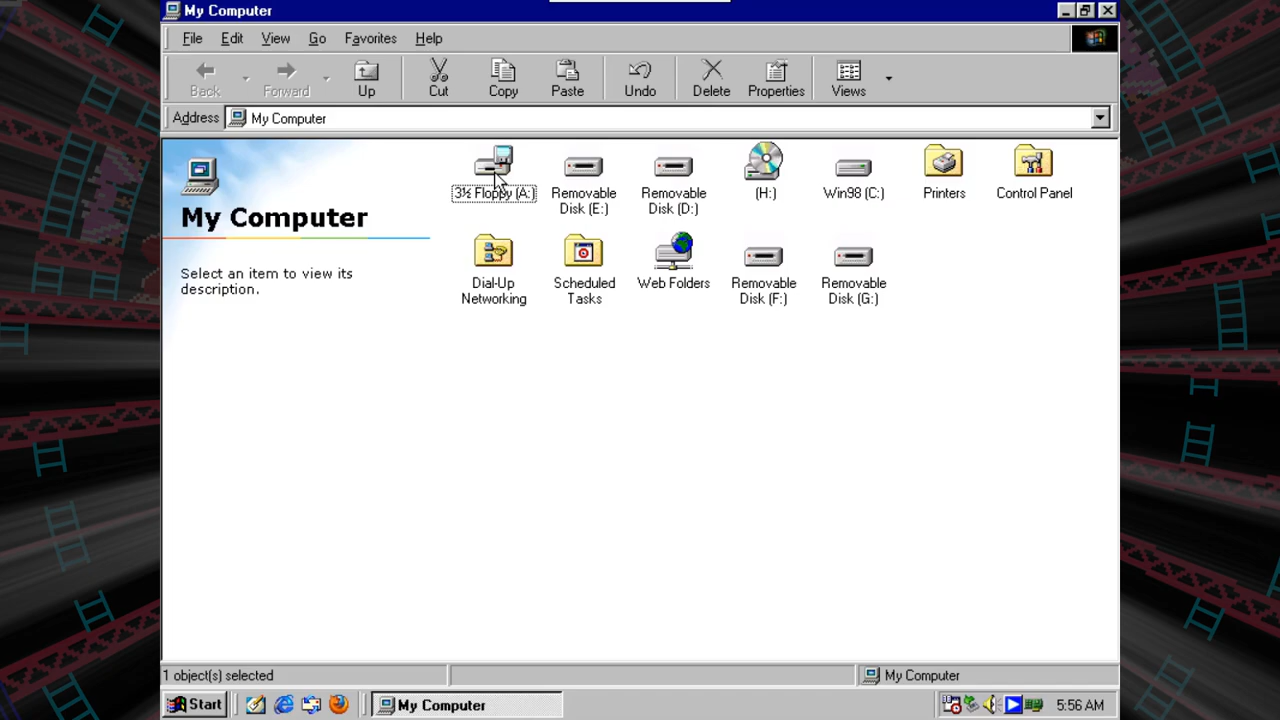 My Computer
File Edit View Go Favorites Help
Back Forward Up Cut Copy Paste Undo Delete Properties Views
Address My Computer
3½ Floppy (A:) Removable Disk (E:) Removable Disk (D:) (H:) Win98 (C:) Printers Control Panel
My Computer
Select an item to view its
description.
Dial-Up Networking Scheduled Tasks Web Folders Removable Disk (F:) Removable Disk (G:)
1 object(s) selected My Computer
Start My Computer 5:56 AM